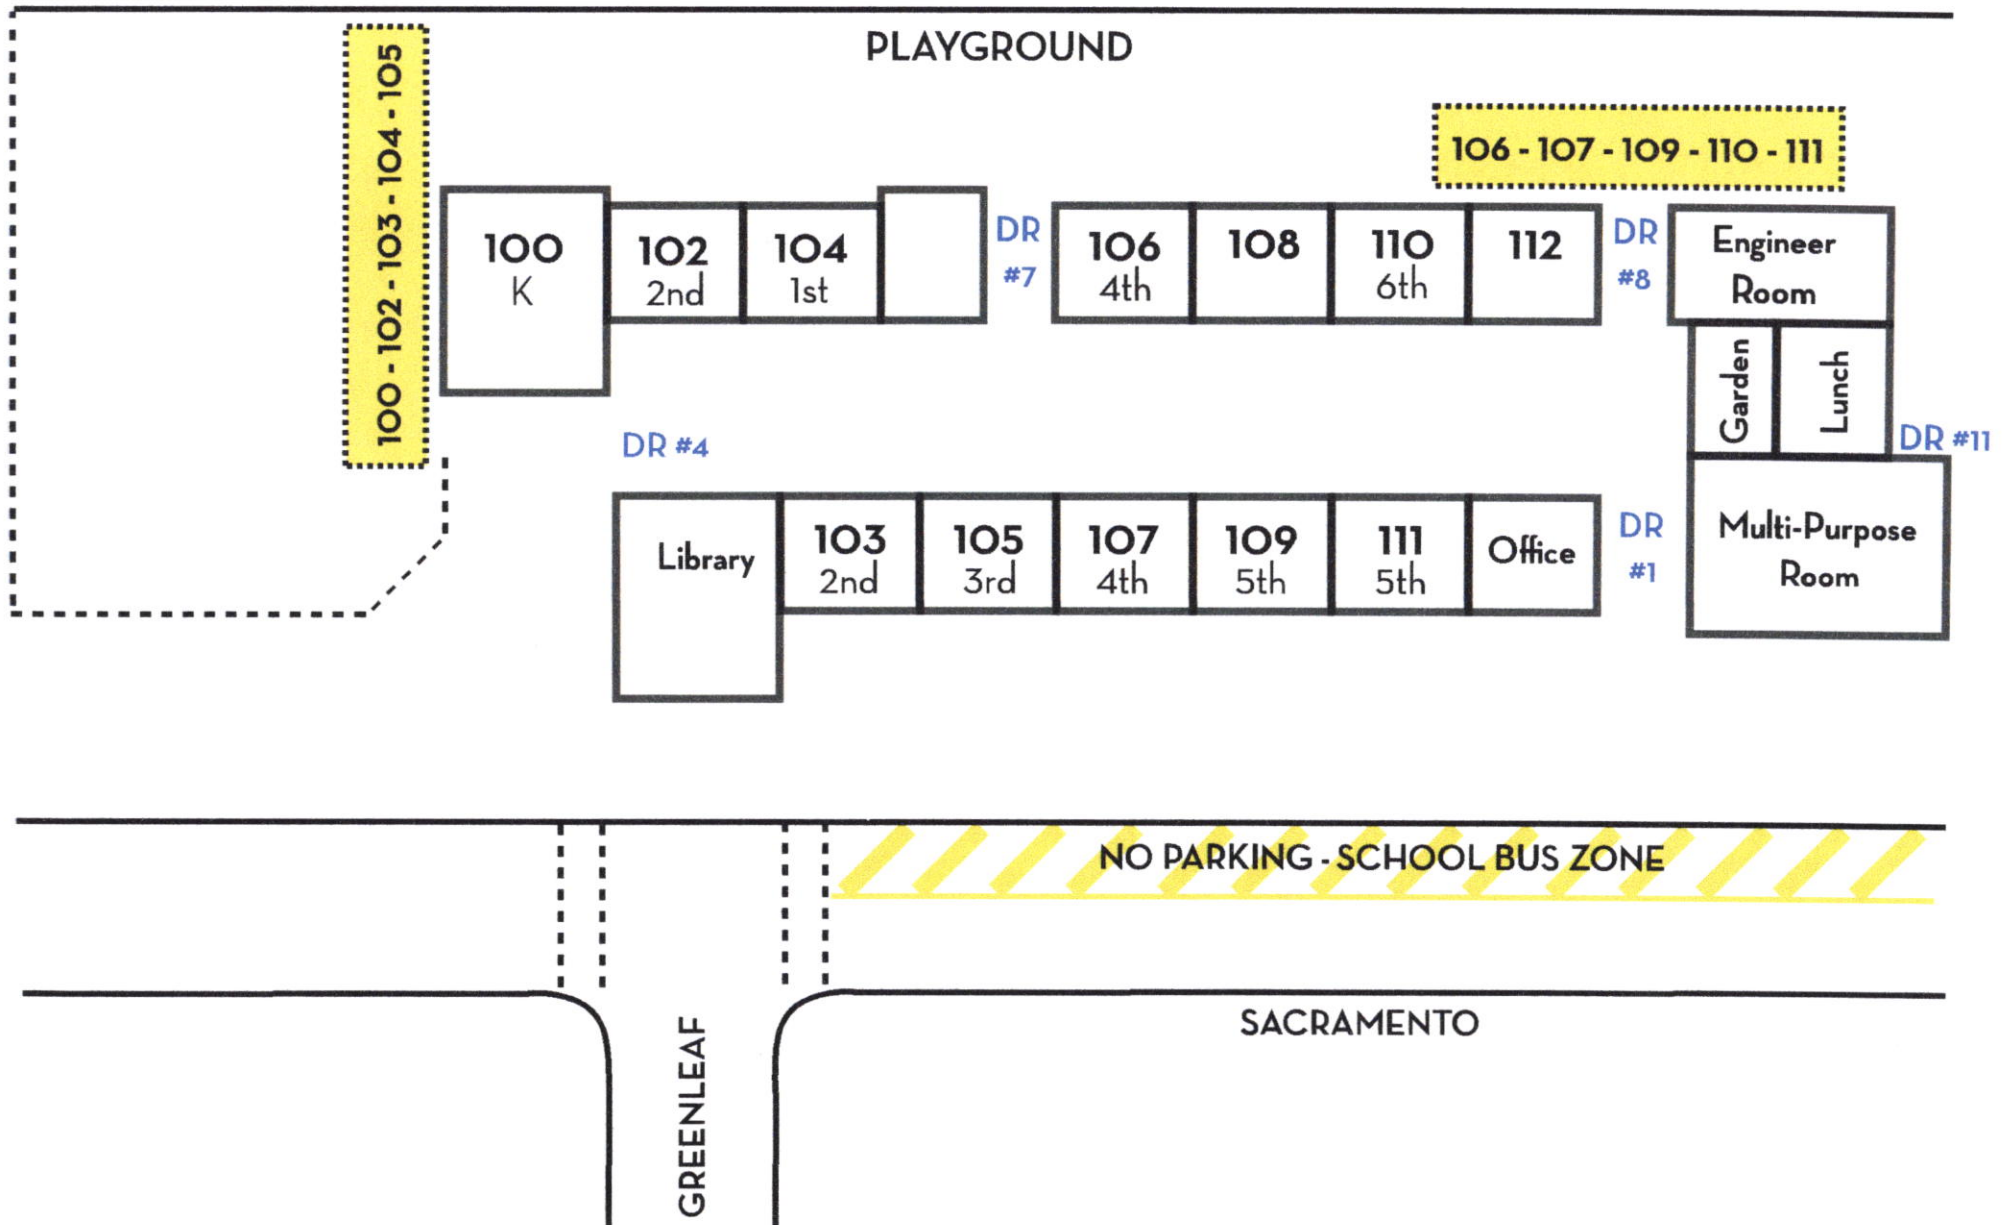 PLAYGROUND
100 - 102 - 103 - 104 - 105
106 - 107 - 109 - 110 - 111
100
K
102
2nd
104
1st
DR
#7
106
4th
108
110
6th
112
DR
#8
Engineer
Room
Garden
Lunch
DR #4
DR #11
Library
103
2nd
105
3rd
107
4th
109
5th
111
5th
Office
DR
#1
Multi-Purpose
Room
NO PARKING - SCHOOL BUS ZONE
SACRAMENTO
GREENLEAF